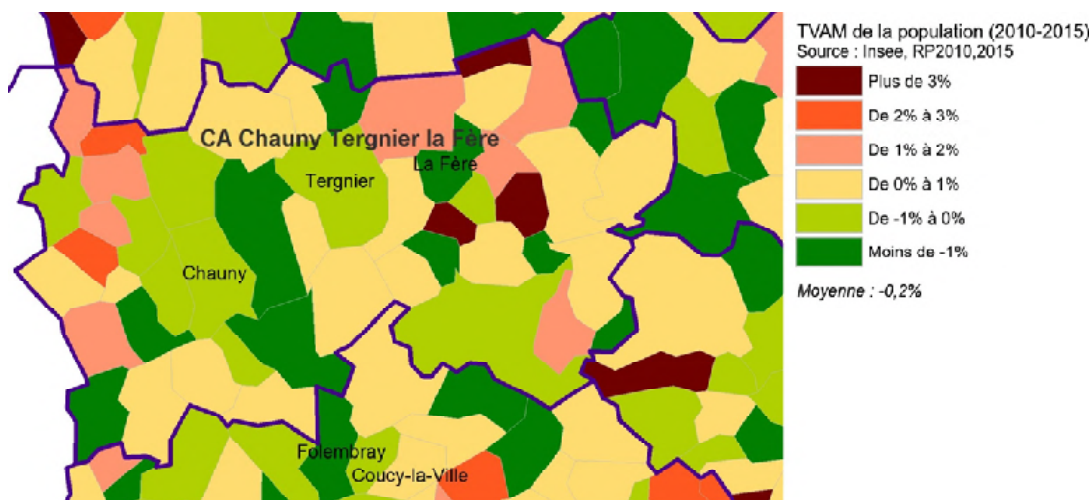 TVAM de la population (2010-2015)
Source : Insee, RP2010,2015
Plus de 3%
De 2% à 3%
De 1% à 2%
De 0% à 1%
De -1% à 0%
Moins de -1%
Moyenne : -0,2%
CA Chauny Tergnier la Fère
La Fère
Tergnier
Chauny
Folembray
Coucy-la-Ville